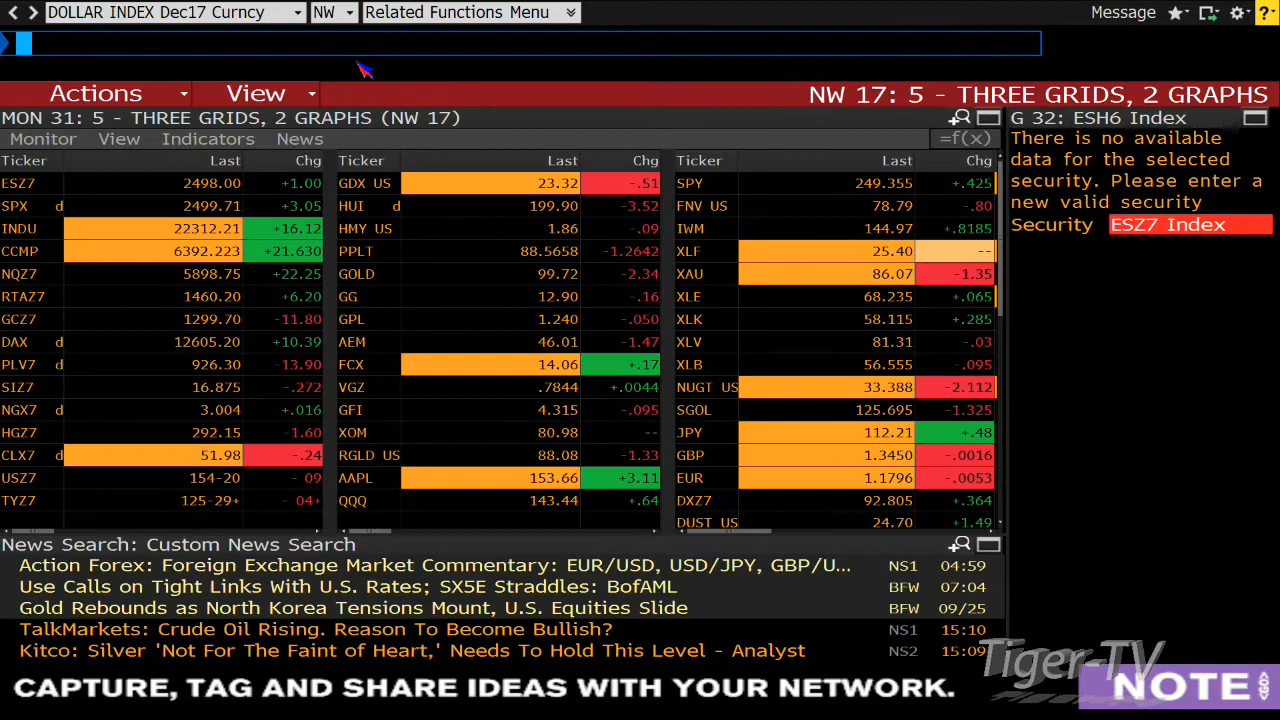 DOLLAR INDEX Dec17 Curncy NW Related Functions Menu Message ?
Actions View NW 17: 5 - THREE GRIDS, 2 GRAPHS
MON 31: 5 - THREE GRIDS, 2 GRAPHS (NW 17) G 32: ESH6 Index
Monitor View Indicators News =f(x)
There is no available
data for the selected
security. Please enter a
new valid security
Security ESZ7 Index
Ticker Last Chg Ticker Last Chg Ticker Last Chg
ESZ7 2498.00 +1.00 GDX US 23.32 -.51 SPY 249.355 +.425
SPX d 2499.71 +3.05 HUI d 199.90 -3.52 FNV US 78.79 -.80
INDU 22312.21 +16.12 HMY US 1.86 -.09 IWM 144.97 +.8185
CCMP 6392.223 +21.630 PPLT 88.5658 -1.2642 XLF 25.40 --
NQZ7 5898.75 +22.25 GOLD 99.72 -2.34 XAU 86.07 -1.35
RTAZ7 1460.20 +6.20 GG 12.90 -.16 XLE 68.235 +.065
GCZ7 1299.70 -11.80 GPL 1.240 -.050 XLK 58.115 +.285
DAX d 12605.20 +10.39 AEM 46.01 -1.47 XLV 81.31 -.03
PLV7 d 926.30 -13.90 FCX 14.06 +.17 XLB 56.555 -.095
SIZ7 16.875 -.272 VGZ .7844 +.0044 NUGT US 33.388 -2.112
NGX7 d 3.004 +.016 GFI 4.315 -.095 SGOL 125.695 -1.325
HGZ7 292.15 -1.60 XOM 80.98 -- JPY 112.21 +.48
CLX7 d 51.98 -.24 RGLD US 88.08 -1.33 GBP 1.3450 -.0016
USZ7 154-20 - 09 AAPL 153.66 +3.11 EUR 1.1796 -.0053
TYZ7 125-29+ - 04+ QQQ 143.44 +.64 DXZ7 92.805 +.364
DUST US 24.70 +1.49
News Search: Custom News Search
Action Forex: Foreign Exchange Market Commentary: EUR/USD, USD/JPY, GBP/U... NS1 04:59
Use Calls on Tight Links With U.S. Rates; SX5E Straddles: BofAML BFW 07:04
Gold Rebounds as North Korea Tensions Mount, U.S. Equities Slide BFW 09/25
TalkMarkets: Crude Oil Rising. Reason To Become Bullish? NS1 15:10
Kitco: Silver 'Not For The Faint of Heart,' Needs To Hold This Level - Analyst NS2 15:09
Tiger-TV
CAPTURE, TAG AND SHARE IDEAS WITH YOUR NETWORK. NOTE